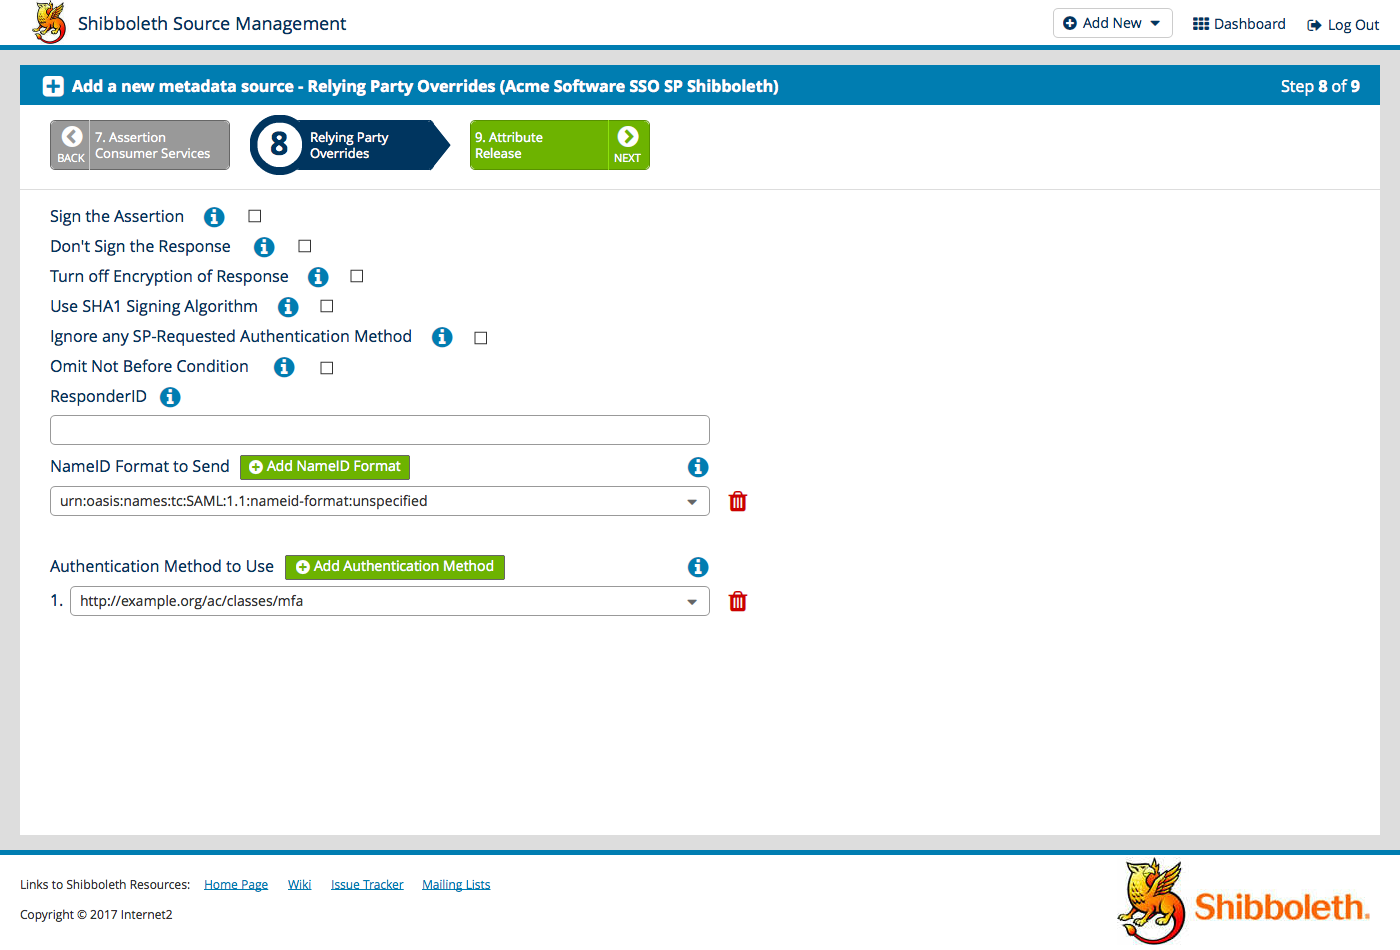 Shibboleth Source Management
Add New
Dashboard
Log Out
Add a new metadata source - Relying Party Overrides (Acme Software SSO SP Shibboleth)
Step 8 of 9
BACK
7. Assertion
Consumer Services
8
Relying Party
Overrides
9. Attribute
Release
NEXT
Sign the Assertion
Don't Sign the Response
Turn off Encryption of Response
Use SHA1 Signing Algorithm
Ignore any SP-Requested Authentication Method
Omit Not Before Condition
ResponderID
NameID Format to Send
Add NameID Format
urn:oasis:names:tc:SAML:1.1:nameid-format:unspecified
Authentication Method to Use
Add Authentication Method
1. http://example.org/ac/classes/mfa
Links to Shibboleth Resources: Home Page Wiki Issue Tracker Mailing Lists
Copyright © 2017 Internet2
Shibboleth.